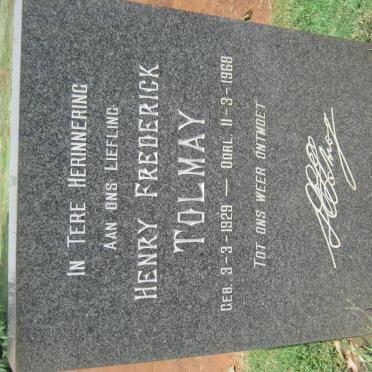 IN TERE HERINNERING
AAN ONS LIEFLING
HENRY FREDERICK
TOLMAY
GEB. 3-3-1929 — OORL. 11-3-1968
TOT ONS WEER ONTMOET